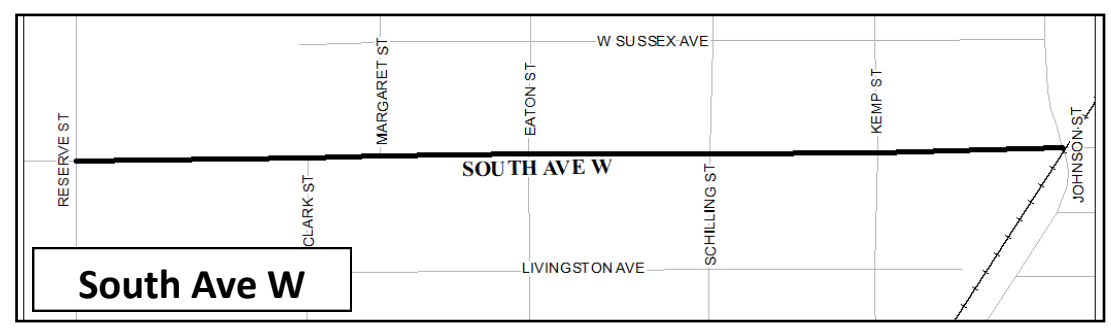 W SUSSEX AVE
MARGARET ST
EATON ST
KEMP ST
RESERVE ST
JOHNSON ST
SOUTH AVE W
CLARK ST
SCHILLING ST
LIVINGSTON AVE
South Ave W